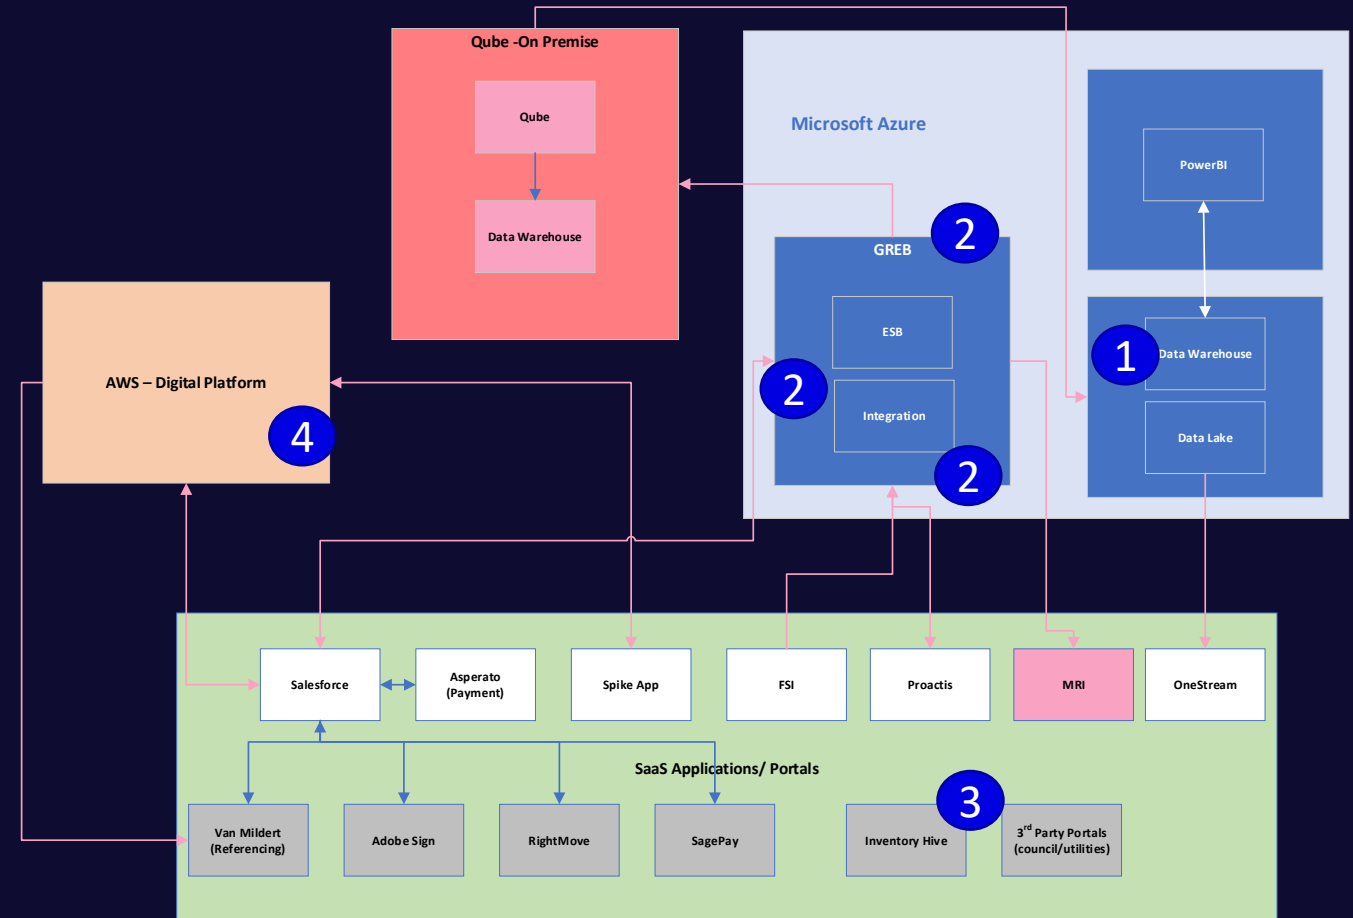 Qube -On Premise
Qube
Data Warehouse
Microsoft Azure
PowerBI
2
GREB
ESB
Integration
2
2
1
Data Warehouse
Data Lake
AWS – Digital Platform
4
Salesforce
Asperato
(Payment)
Spike App
FSI
Proactis
MRI
OneStream
SaaS Applications/ Portals
Van Mildert
(Referencing)
Adobe Sign
RightMove
SagePay
Inventory Hive
3
3rd Party Portals
(council/utilities)